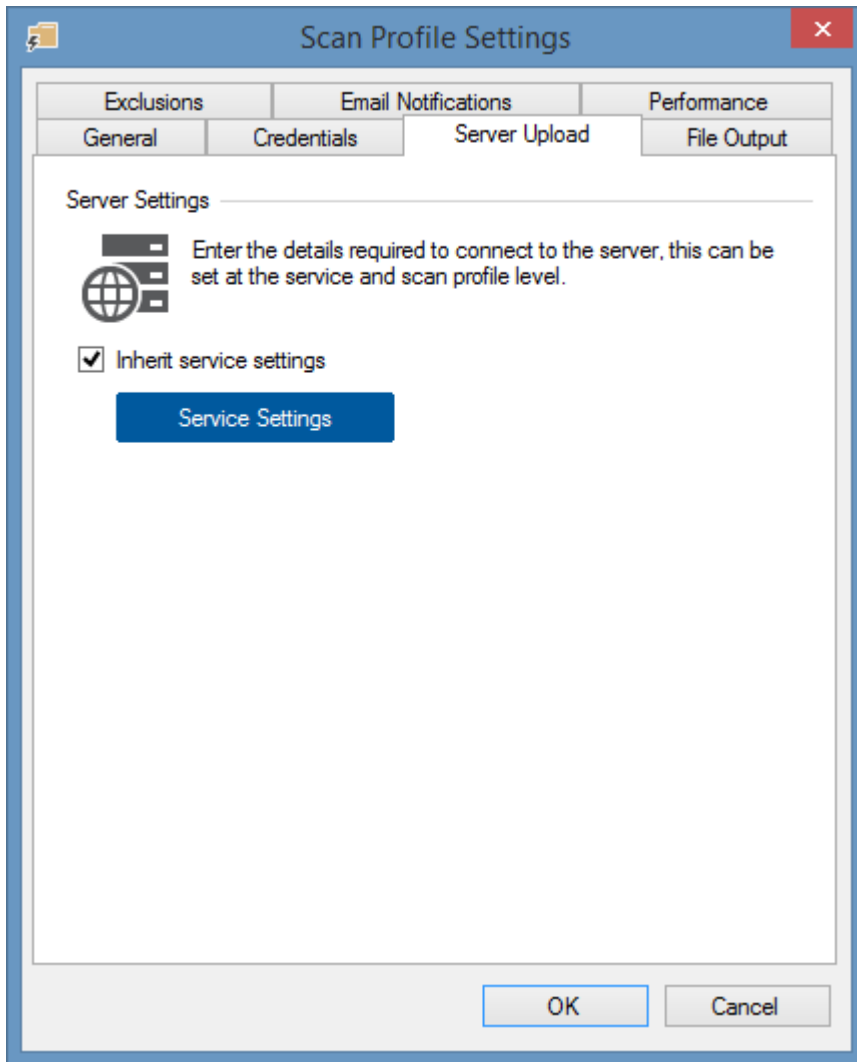 Scan Profile Settings
Exclusions
Email Notifications
Performance
General
Credentials
Server Upload
File Output
Server Settings
Enter the details required to connect to the server, this can be
set at the service and scan profile level.
Inherit service settings
Service Settings
OK
Cancel